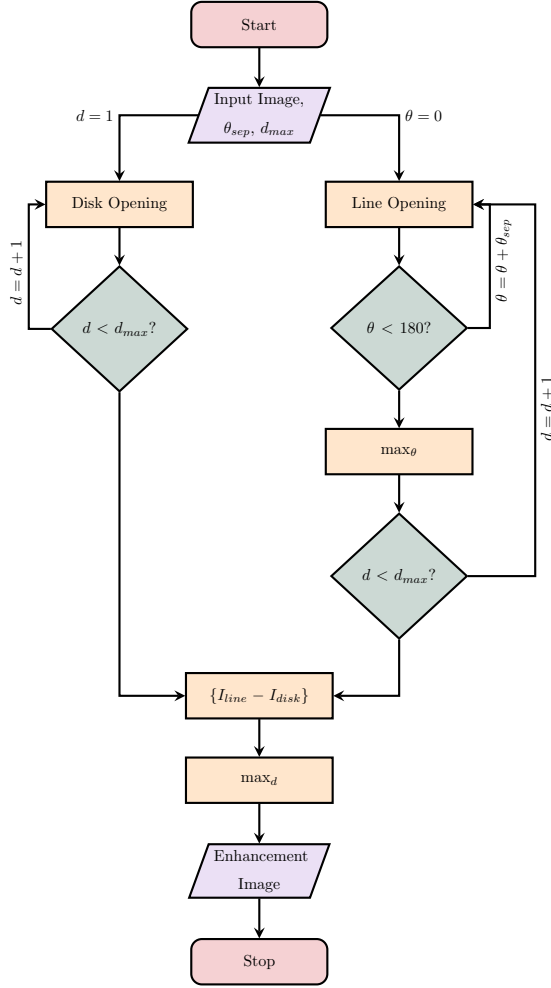 Start
Input Image,
θ_sep, d_max
d = 1
θ = 0
Disk Opening
Line Opening
d = d + 1
θ = θ + θ_sep
d < d_max?
θ < 180?
d = d + 1
max_θ
d < d_max?
{I_line − I_disk}
max_d
Enhancement
Image
Stop